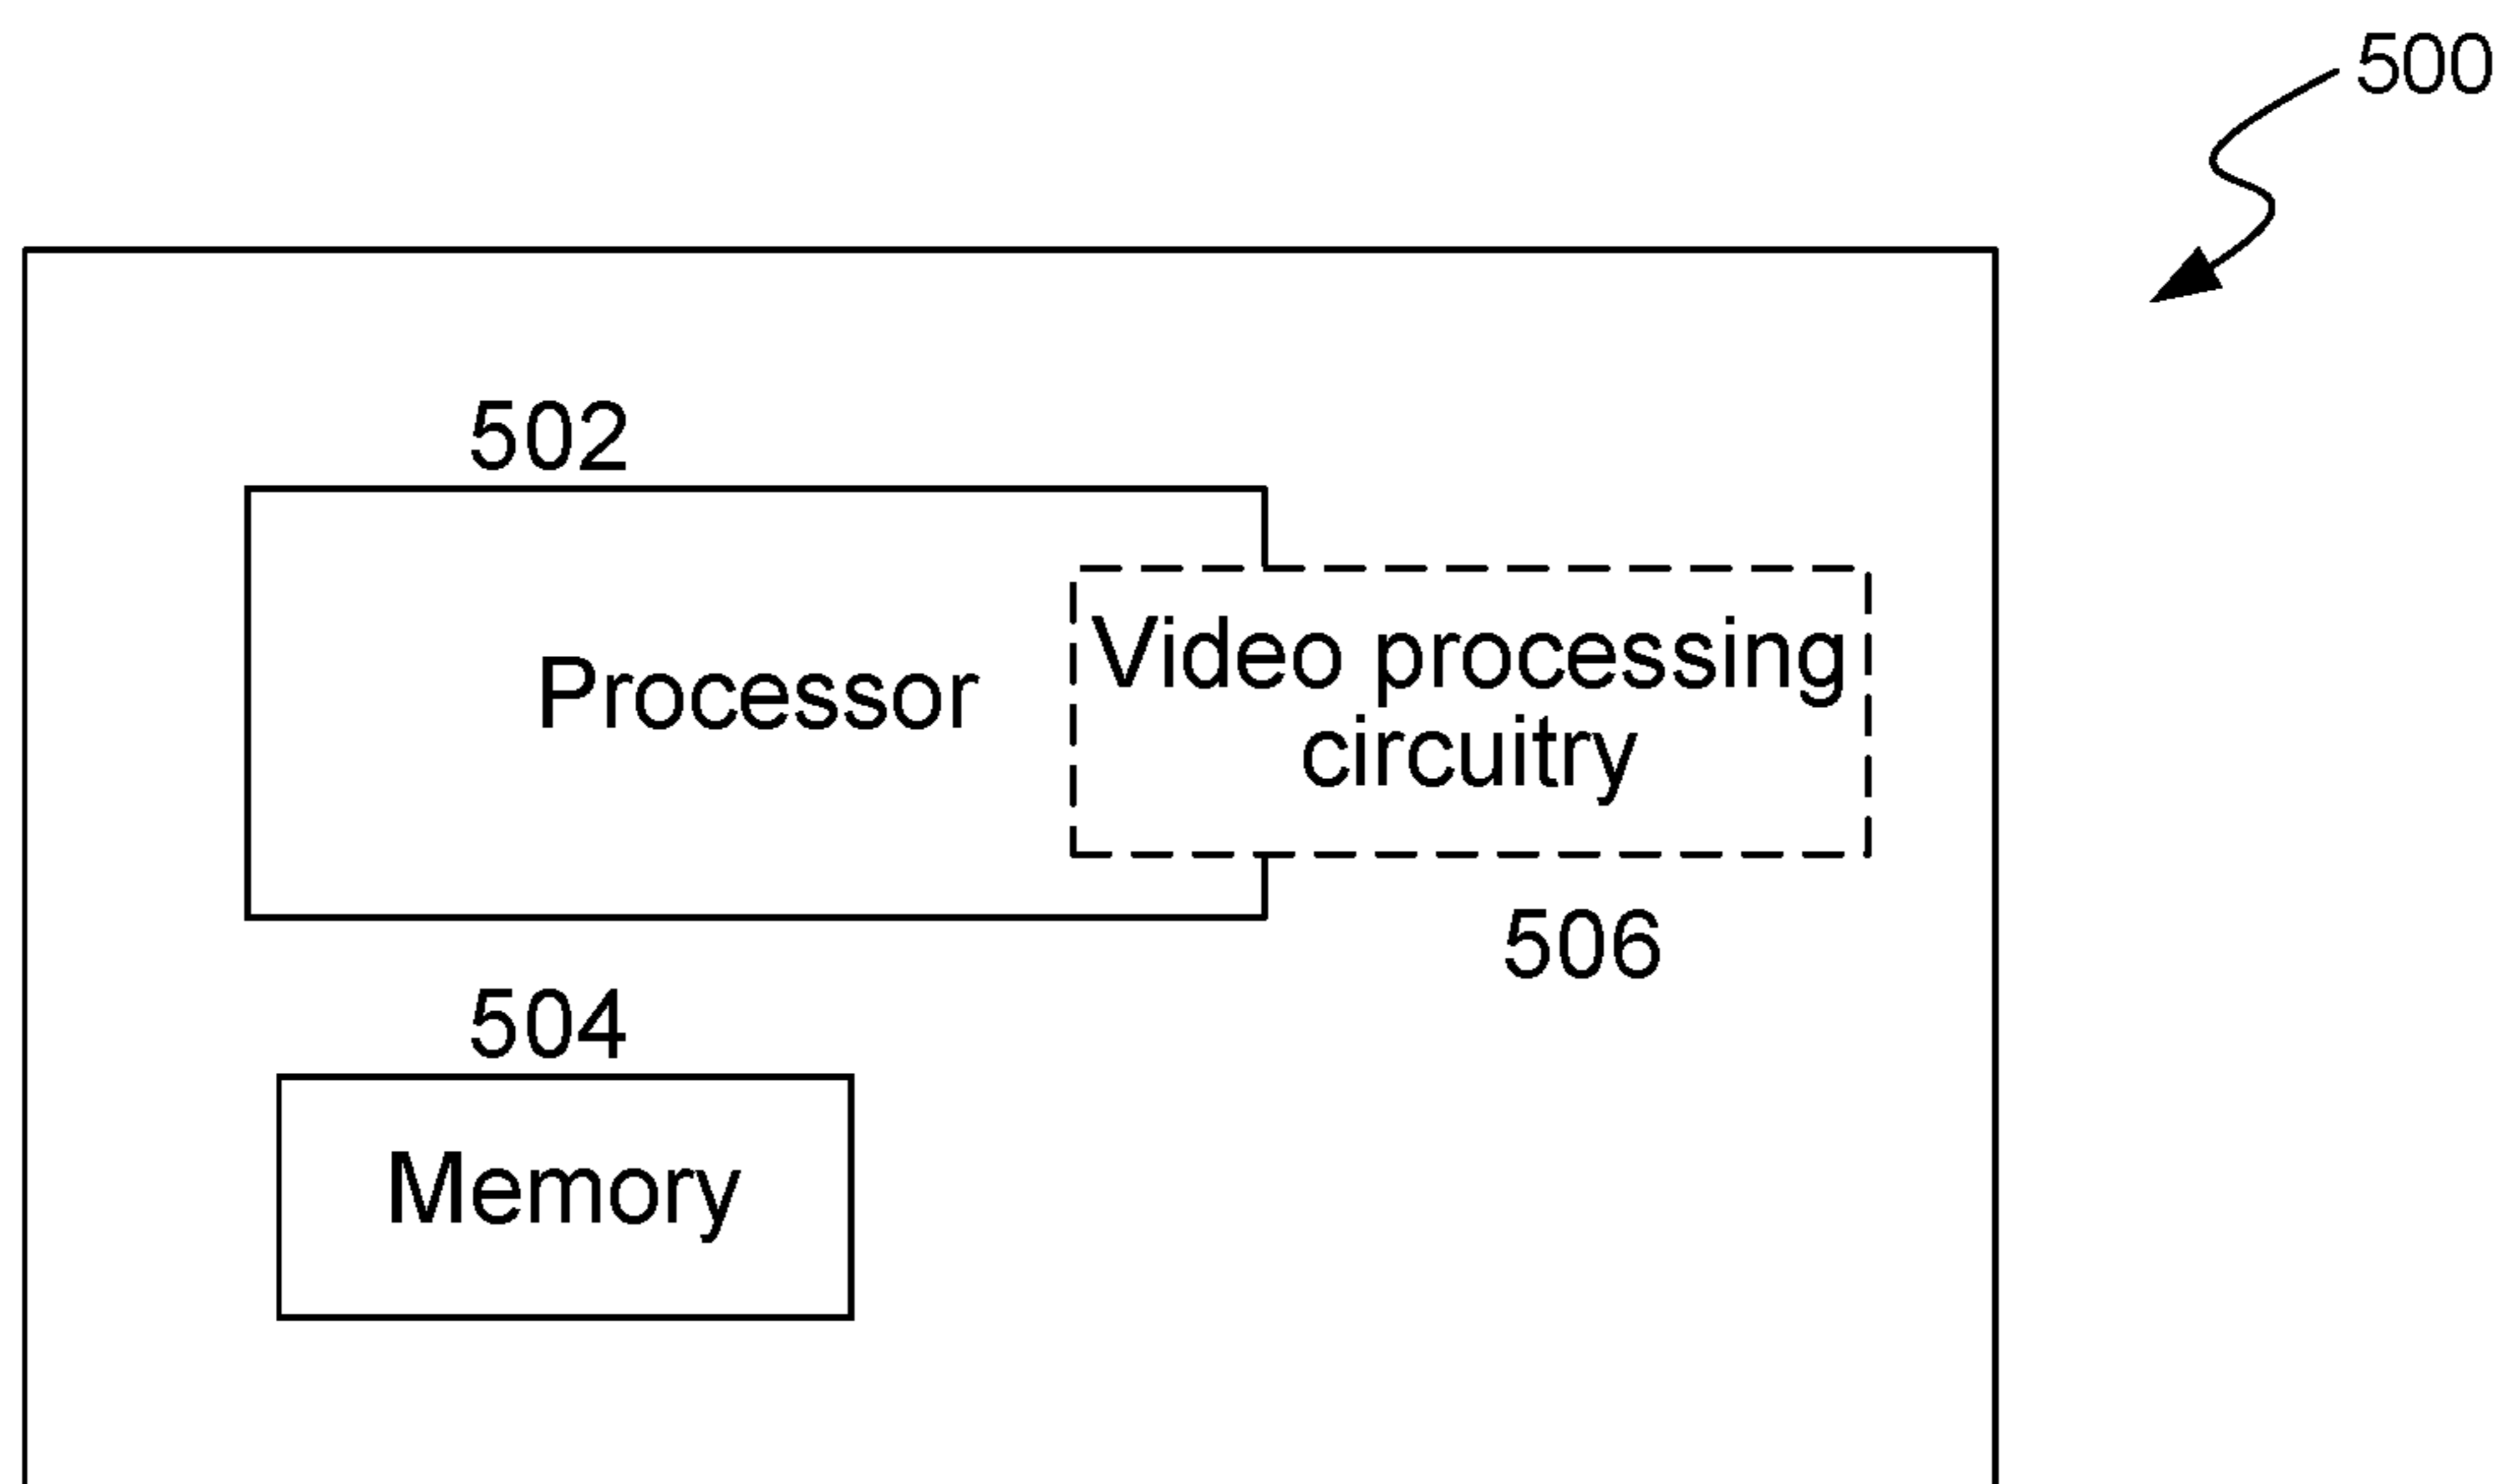 500
502
Processor
Video processing
circuitry
506
504
Memory